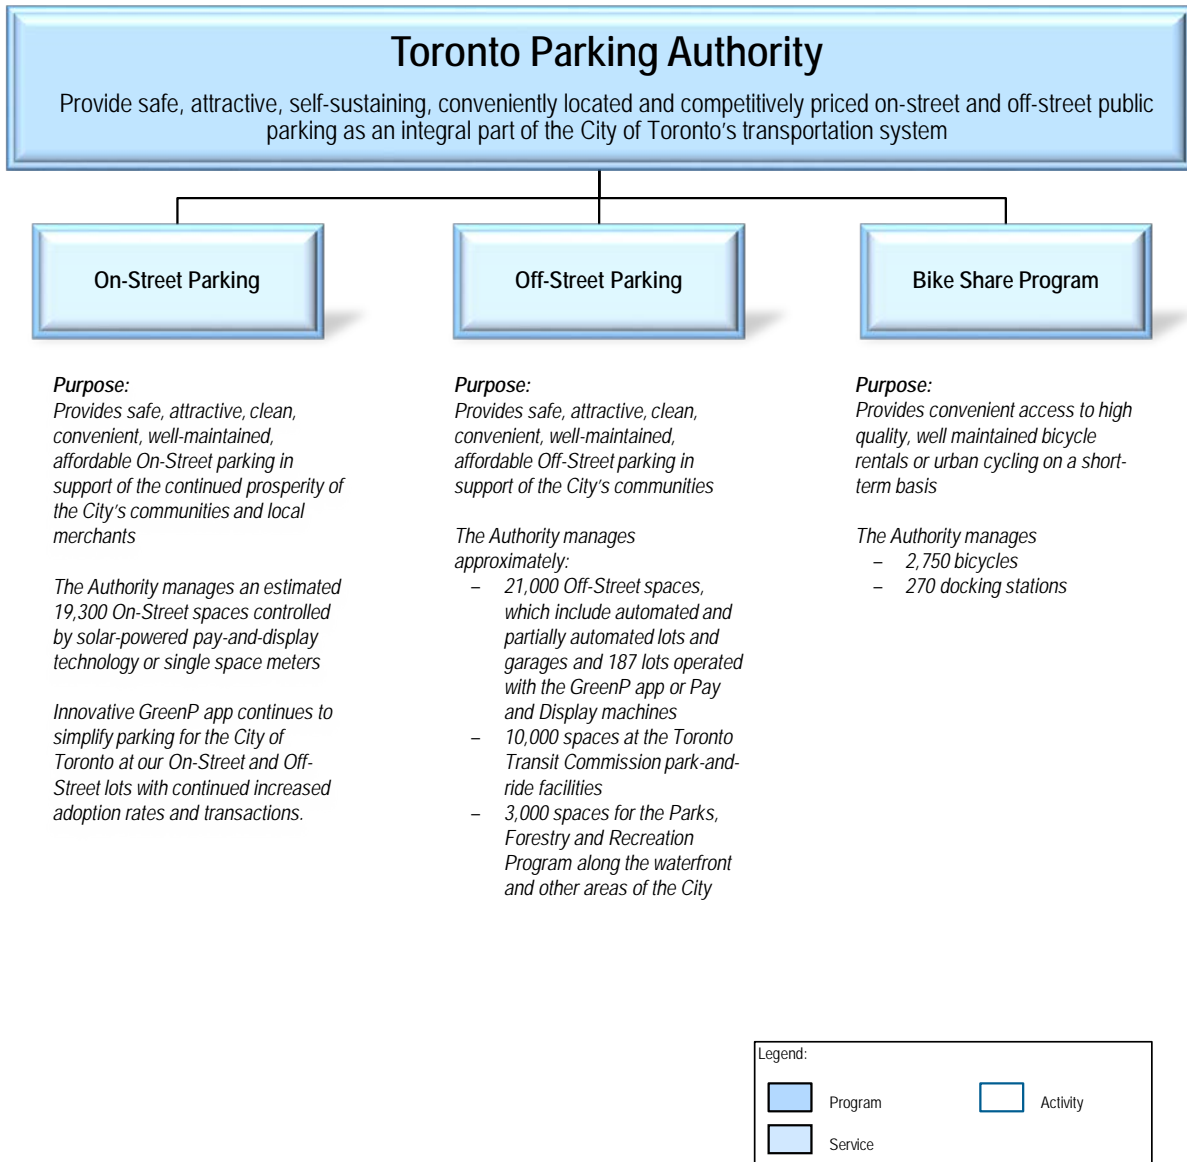 Toronto Parking Authority
Provide safe, attractive, self-sustaining, conveniently located and competitively priced on-street and off-street public
parking as an integral part of the City of Toronto's transportation system
On-Street Parking
Off-Street Parking
Bike Share Program
Purpose:
Provides safe, attractive, clean,
convenient, well-maintained,
affordable On-Street parking in
support of the continued prosperity of
the City's communities and local
merchants
The Authority manages an estimated
19,300 On-Street spaces controlled
by solar-powered pay-and-display
technology or single space meters
Innovative GreenP app continues to
simplify parking for the City of
Toronto at our On-Street and Off-
Street lots with continued increased
adoption rates and transactions.
Purpose:
Provides safe, attractive, clean,
convenient, well-maintained,
affordable Off-Street parking in
support of the City's communities
The Authority manages
approximately:
– 21,000 Off-Street spaces,
which include automated and
partially automated lots and
garages and 187 lots operated
with the GreenP app or Pay
and Display machines
– 10,000 spaces at the Toronto
Transit Commission park-and-
ride facilities
– 3,000 spaces for the Parks,
Forestry and Recreation
Program along the waterfront
and other areas of the City
Purpose:
Provides convenient access to high
quality, well maintained bicycle
rentals or urban cycling on a short-
term basis
The Authority manages
– 2,750 bicycles
– 270 docking stations
Legend:
Program
Activity
Service